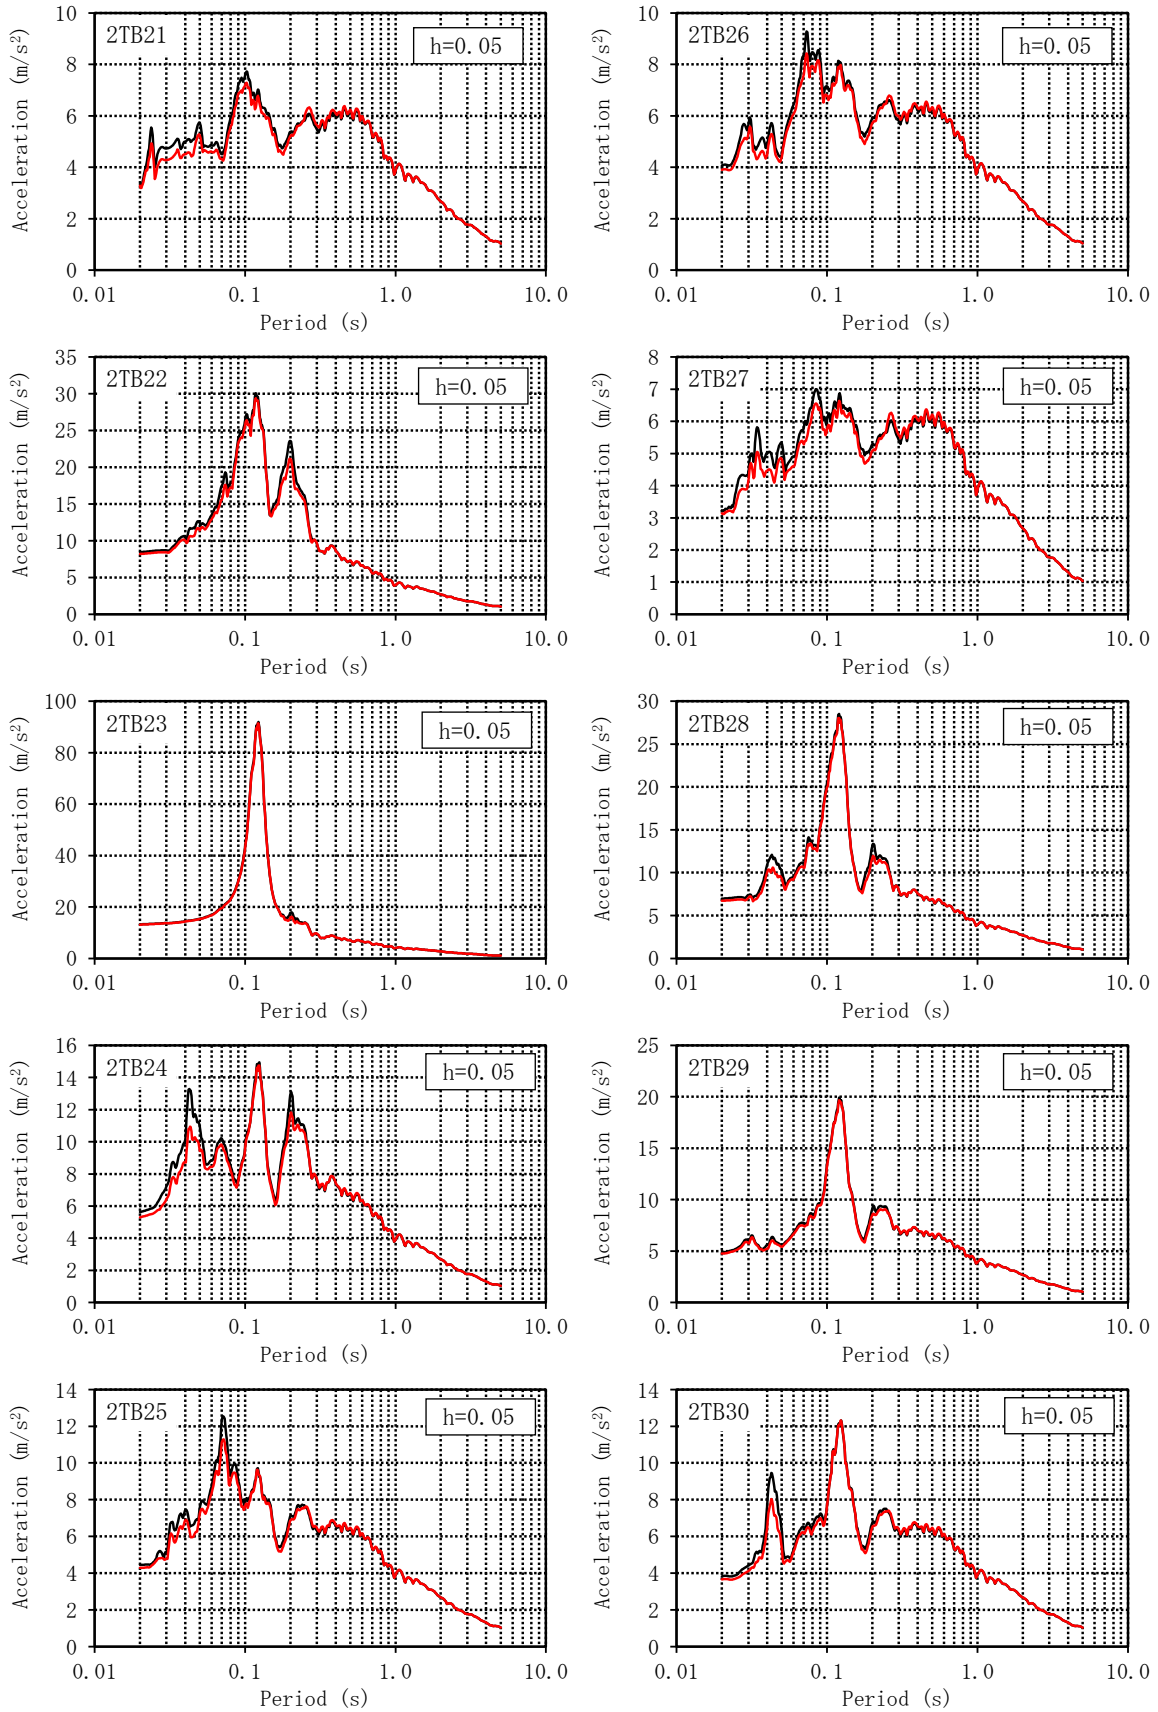 2TB21
h=0.05
Acceleration (m/s²)
10
8
6
4
2
0
0.01
0.1
1.0
10.0
Period (s)
2TB26
h=0.05
Acceleration (m/s²)
10
8
6
4
2
0
0.01
0.1
1.0
10.0
Period (s)
2TB22
h=0.05
Acceleration (m/s²)
35
30
25
20
15
10
5
0
0.01
0.1
1.0
10.0
Period (s)
2TB27
h=0.05
Acceleration (m/s²)
8
7
6
5
4
3
2
1
0
0.01
0.1
1.0
10.0
Period (s)
2TB23
h=0.05
Acceleration (m/s²)
100
80
60
40
20
0
0.01
0.1
1.0
10.0
Period (s)
2TB28
h=0.05
Acceleration (m/s²)
30
25
20
15
10
5
0
0.01
0.1
1.0
10.0
Period (s)
2TB24
h=0.05
Acceleration (m/s²)
16
14
12
10
8
6
4
2
0
0.01
0.1
1.0
10.0
Period (s)
2TB29
h=0.05
Acceleration (m/s²)
25
20
15
10
5
0
0.01
0.1
1.0
10.0
Period (s)
2TB25
h=0.05
Acceleration (m/s²)
14
12
10
8
6
4
2
0
0.01
0.1
1.0
10.0
Period (s)
2TB30
h=0.05
Acceleration (m/s²)
14
12
10
8
6
4
2
0
0.01
0.1
1.0
10.0
Period (s)